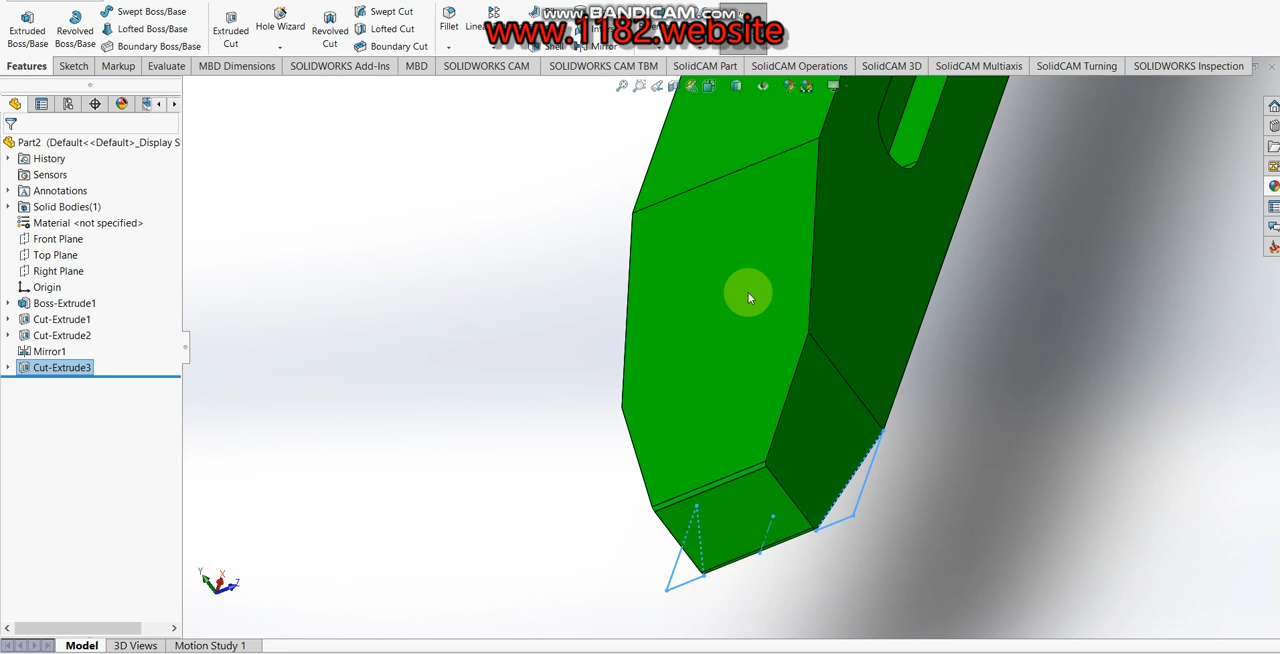 www.BANDICAM.com
www.1182.website
Extruded Boss/Base
Revolved Boss/Base
Swept Boss/Base
Lofted Boss/Base
Boundary Boss/Base
Extruded Cut
Hole Wizard
Revolved Cut
Swept Cut
Lofted Cut
Boundary Cut
Fillet
Mirror
Features
Sketch
Markup
Evaluate
MBD Dimensions
SOLIDWORKS Add-Ins
MBD
SOLIDWORKS CAM
SOLIDWORKS CAM TBM
SolidCAM Part
SolidCAM Operations
SolidCAM 3D
SolidCAM Multiaxis
SolidCAM Turning
SOLIDWORKS Inspection
Part2 (Default<<Default>_Display S
History
Sensors
Annotations
Solid Bodies(1)
Material <not specified>
Front Plane
Top Plane
Right Plane
Origin
Boss-Extrude1
Cut-Extrude1
Cut-Extrude2
Mirror1
Cut-Extrude3
Y
X
Z
Model
3D Views
Motion Study 1